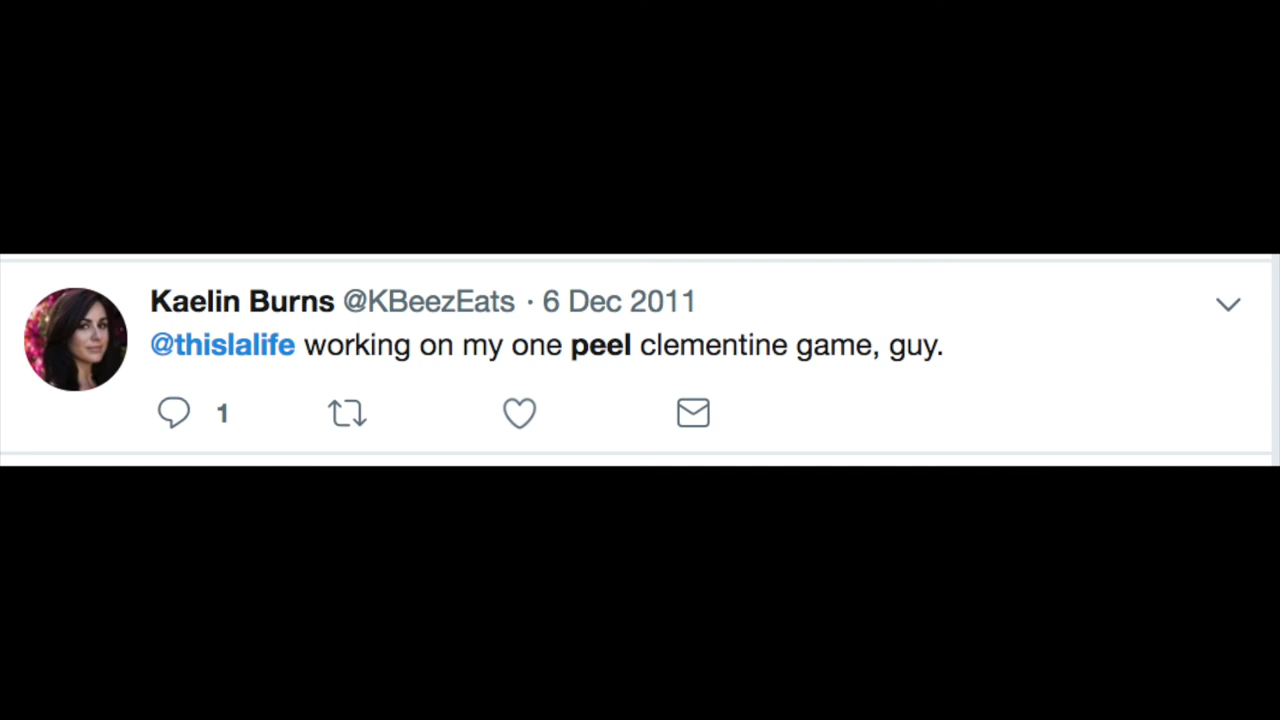 Kaelin Burns @KBeezEats · 6 Dec 2011
@thislalife working on my one peel clementine game, guy.
1